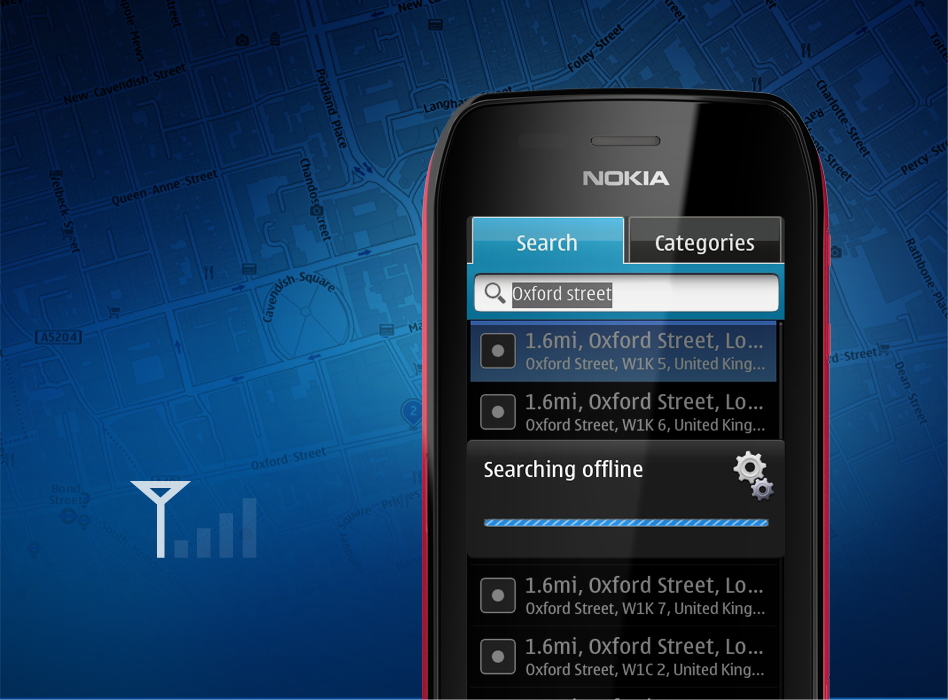 New Cavendish Street
Portland Place
Foley Street
Charlotte Street
Queen Anne Street
Chandos Street
Cavendish Square
A5204
2
Oxford Street
Bond
Street
Dean Street
NOKIA
Search
Categories
Oxford street
1.6mi, Oxford Street, Lo...
Oxford Street, W1K 5, United King...
1.6mi, Oxford Street, Lo...
Oxford Street, W1K 6, United King...
Searching offline
1.6mi, Oxford Street, Lo...
Oxford Street, W1K 7, United King...
1.6mi, Oxford Street, Lo...
Oxford Street, W1C 2, United King...